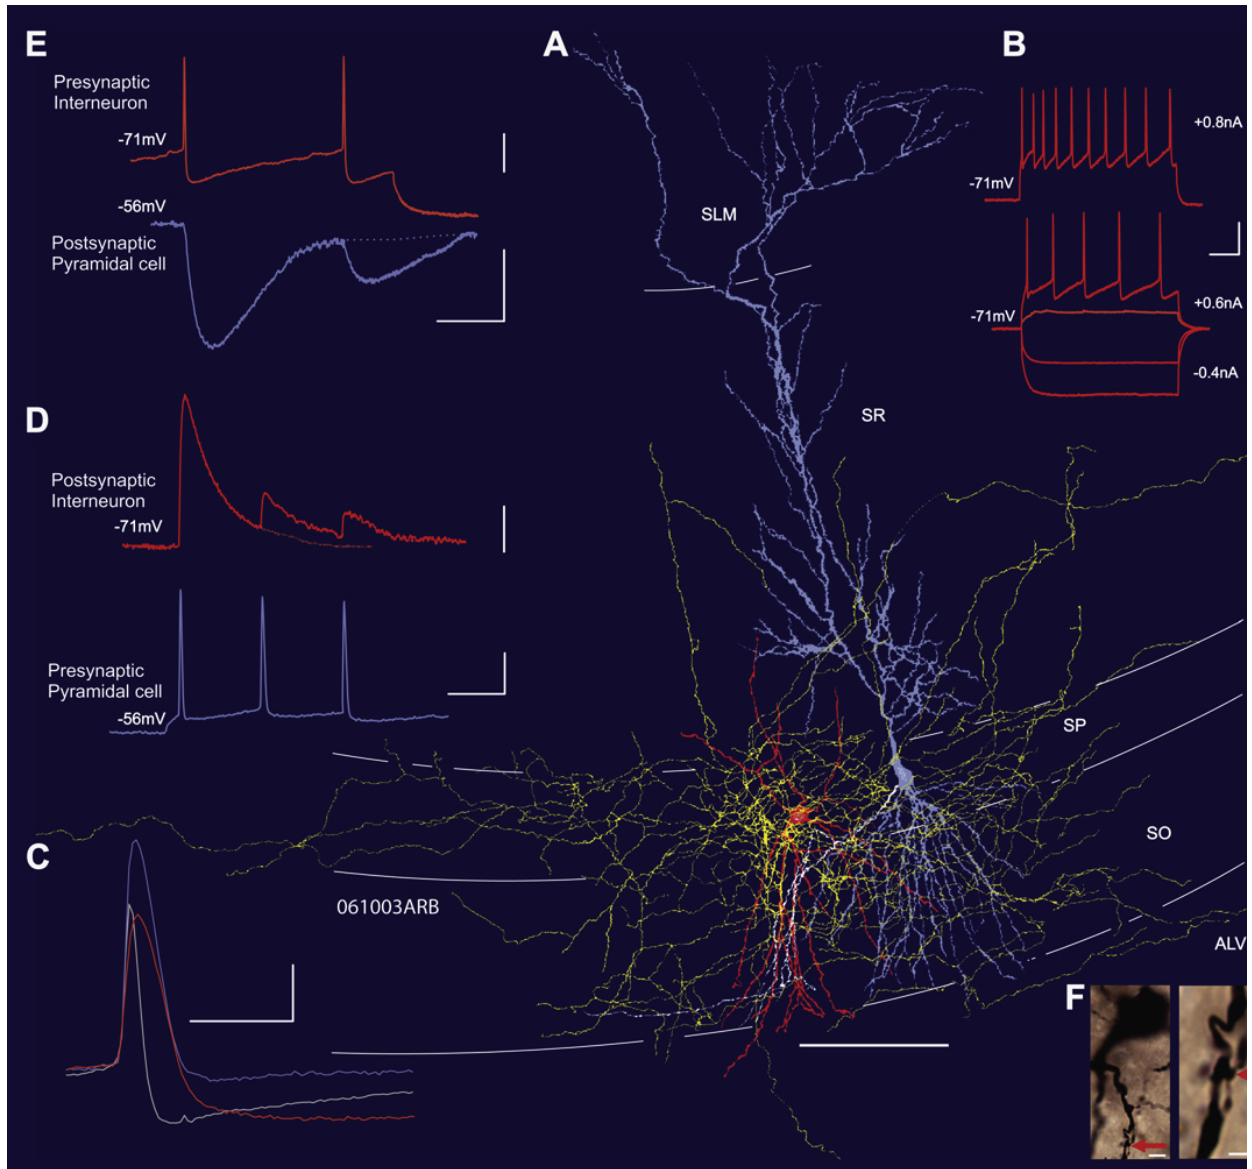 E
Presynaptic
Interneuron
-71mV
-56mV
Postsynaptic
Pyramidal cell
A
SLM
SR
SP
SO
ALV
B
+0.8nA
-71mV
+0.6nA
-71mV
-0.4nA
D
Postsynaptic
Interneuron
-71mV
Presynaptic
Pyramidal cell
-56mV
C
061003ARB
F